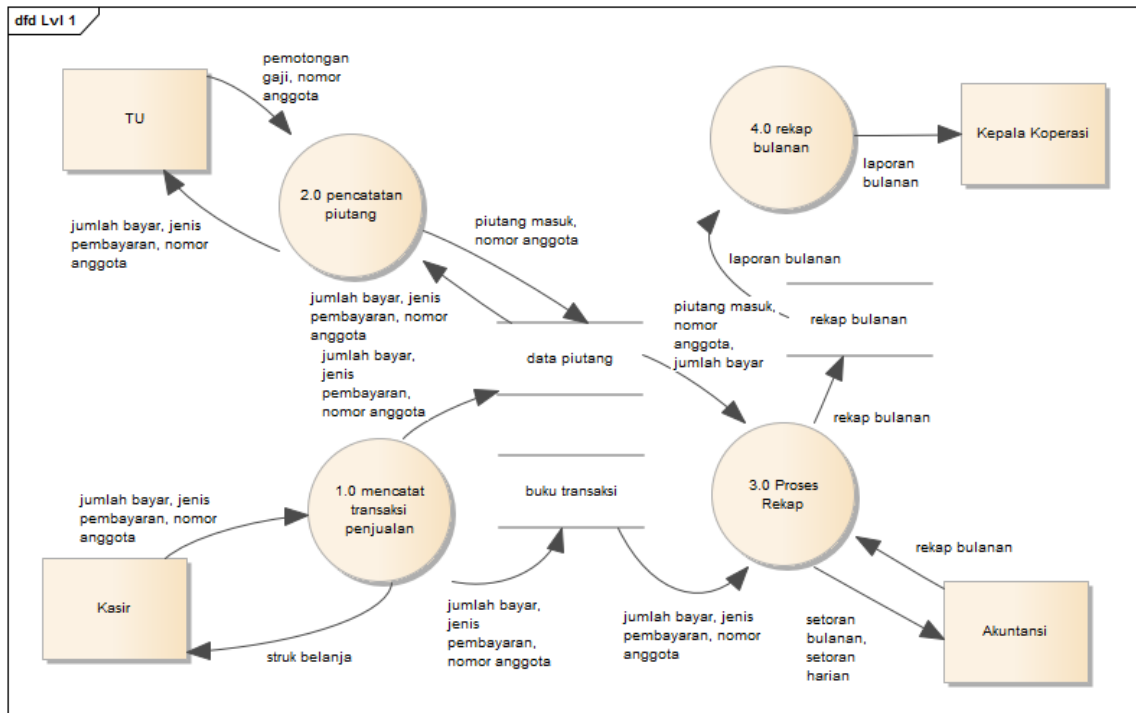 dfd Lvl 1
TU
pemotongan
gaji, nomor
anggota
2.0 pencatatan
piutang
jumlah bayar, jenis
pembayaran, nomor
anggota
piutang masuk,
nomor anggota
4.0 rekap
bulanan
Kepala Koperasi
laporan
bulanan
laporan bulanan
rekap bulanan
jumlah bayar, jenis
pembayaran, nomor
anggota
piutang masuk,
nomor
anggota,
jumlah bayar
data piutang
jumlah bayar,
jenis
pembayaran,
nomor anggota
rekap bulanan
1.0 mencatat
transaksi
penjualan
buku transaksi
3.0 Proses
Rekap
jumlah bayar, jenis
pembayaran, nomor
anggota
Kasir
struk belanja
jumlah bayar,
jenis
pembayaran,
nomor anggota
jumlah bayar, jenis
pembayaran, nomor
anggota
rekap bulanan
setoran
bulanan,
setoran
harian
Akuntansi